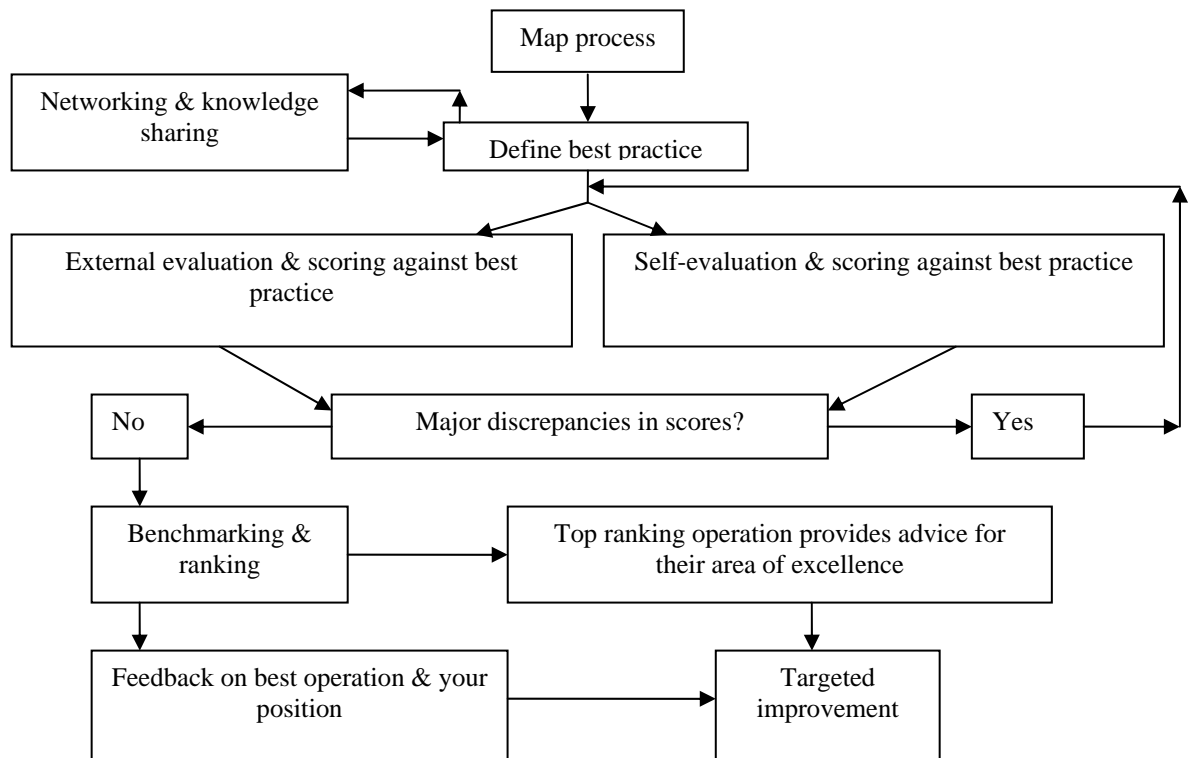 Map process
Networking & knowledge
sharing
Define best practice
External evaluation & scoring against best
practice
Self-evaluation & scoring against best practice
No
Major discrepancies in scores?
Yes
Benchmarking &
ranking
Top ranking operation provides advice for
their area of excellence
Feedback on best operation & your
position
Targeted
improvement